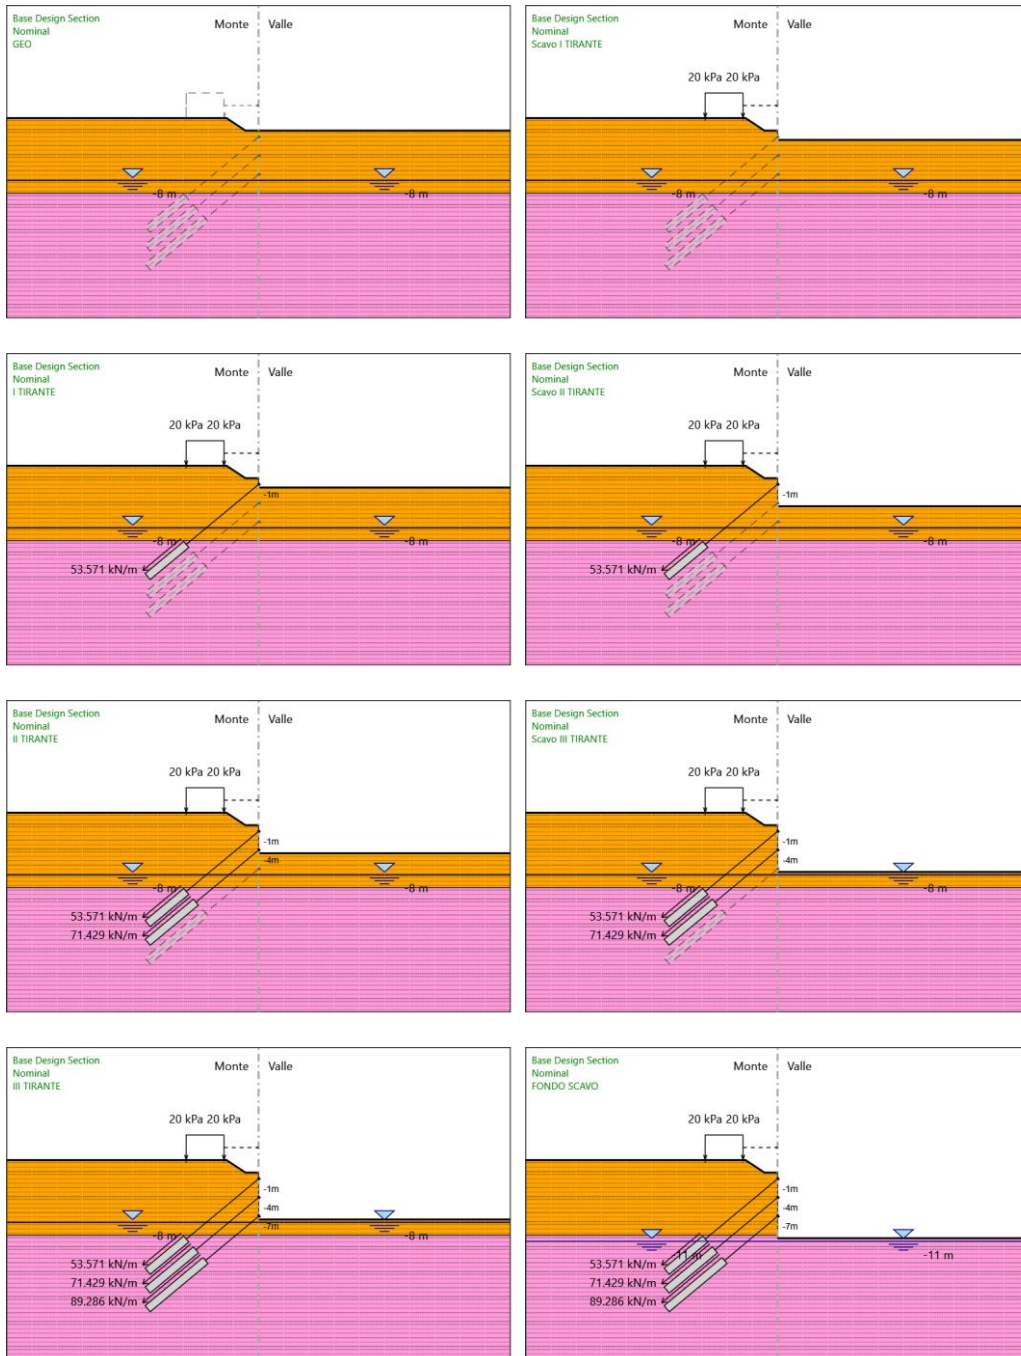 Base Design Section
Nominal
GEO
Monte Valle
-8 m -8 m
Base Design Section
Nominal
Scavo I TIRANTE
Monte Valle
20 kPa 20 kPa
-8 m -8 m
Base Design Section
Nominal
I TIRANTE
Monte Valle
20 kPa 20 kPa
-1m
-8 m -8 m
53.571 kN/m
Base Design Section
Nominal
Scavo II TIRANTE
Monte Valle
20 kPa 20 kPa
-1m
-8 m -8 m
53.571 kN/m
Base Design Section
Nominal
II TIRANTE
Monte Valle
20 kPa 20 kPa
-1m
-4m
-8 m -8 m
53.571 kN/m
71.429 kN/m
Base Design Section
Nominal
Scavo III TIRANTE
Monte Valle
20 kPa 20 kPa
-1m
-4m
-8 m -8 m
53.571 kN/m
71.429 kN/m
Base Design Section
Nominal
III TIRANTE
Monte Valle
20 kPa 20 kPa
-1m
-4m
-7m
-8 m -8 m
53.571 kN/m
71.429 kN/m
89.286 kN/m
Base Design Section
Nominal
FONDO SCAVO
Monte Valle
20 kPa 20 kPa
-1m
-4m
-7m
-11 m -11 m
53.571 kN/m
71.429 kN/m
89.286 kN/m